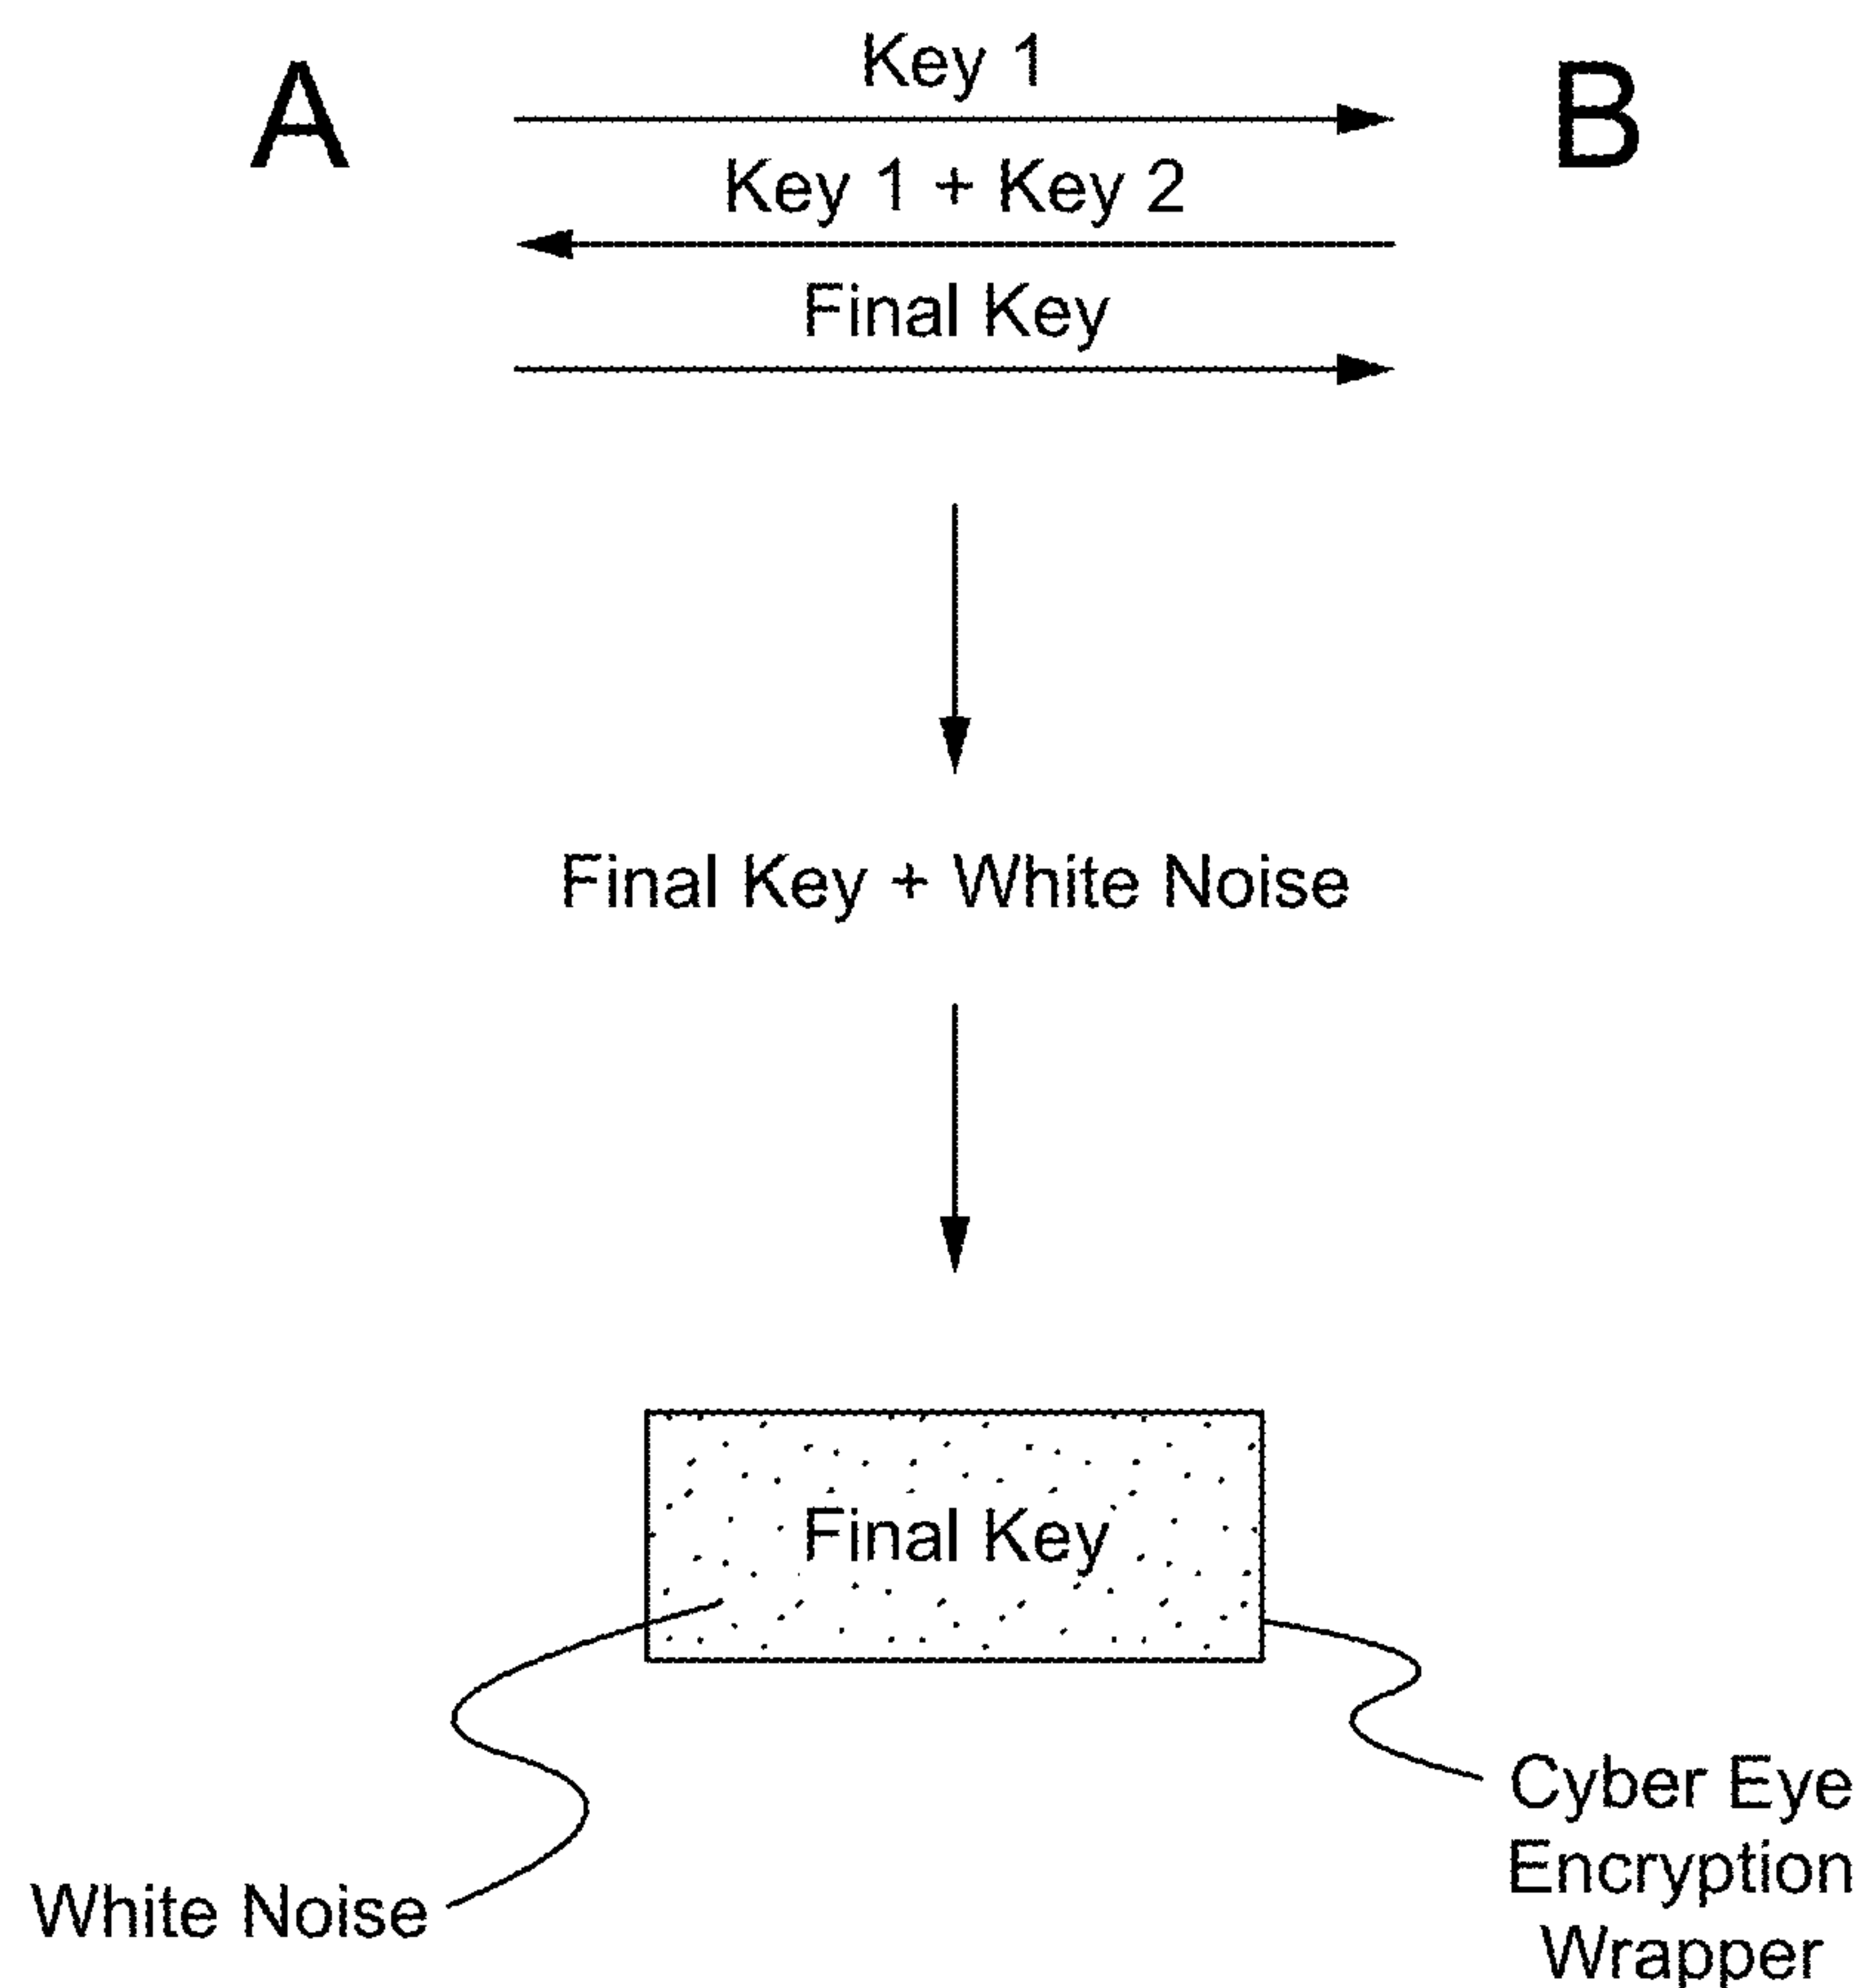 A
Key 1
B
Key 1 + Key 2
Final Key
Final Key + White Noise
Final Key
White Noise
Cyber Eye
Encryption
Wrapper